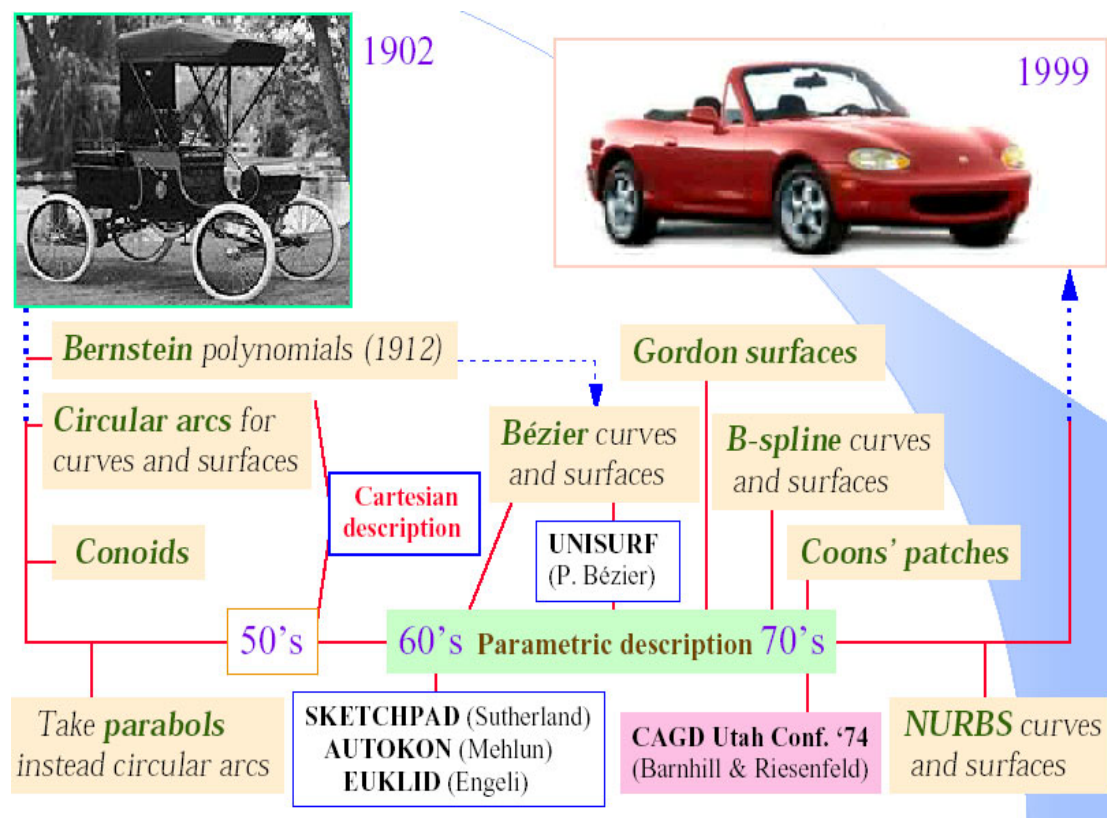 1902
1999
Bernstein polynomials (1912)
Gordon surfaces
Circular arcs for
curves and surfaces
Bézier curves
and surfaces
B-spline curves
and surfaces
Cartesian
description
Conoids
UNISURF
(P. Bézier)
Coons’ patches
50’s
60’s Parametric description 70’s
Take parabols
instead circular arcs
SKETCHPAD (Sutherland)
AUTOKON (Mehlun)
EUKLID (Engeli)
CAGD Utah Conf. ‘74
(Barnhill & Riesenfeld)
NURBS curves
and surfaces